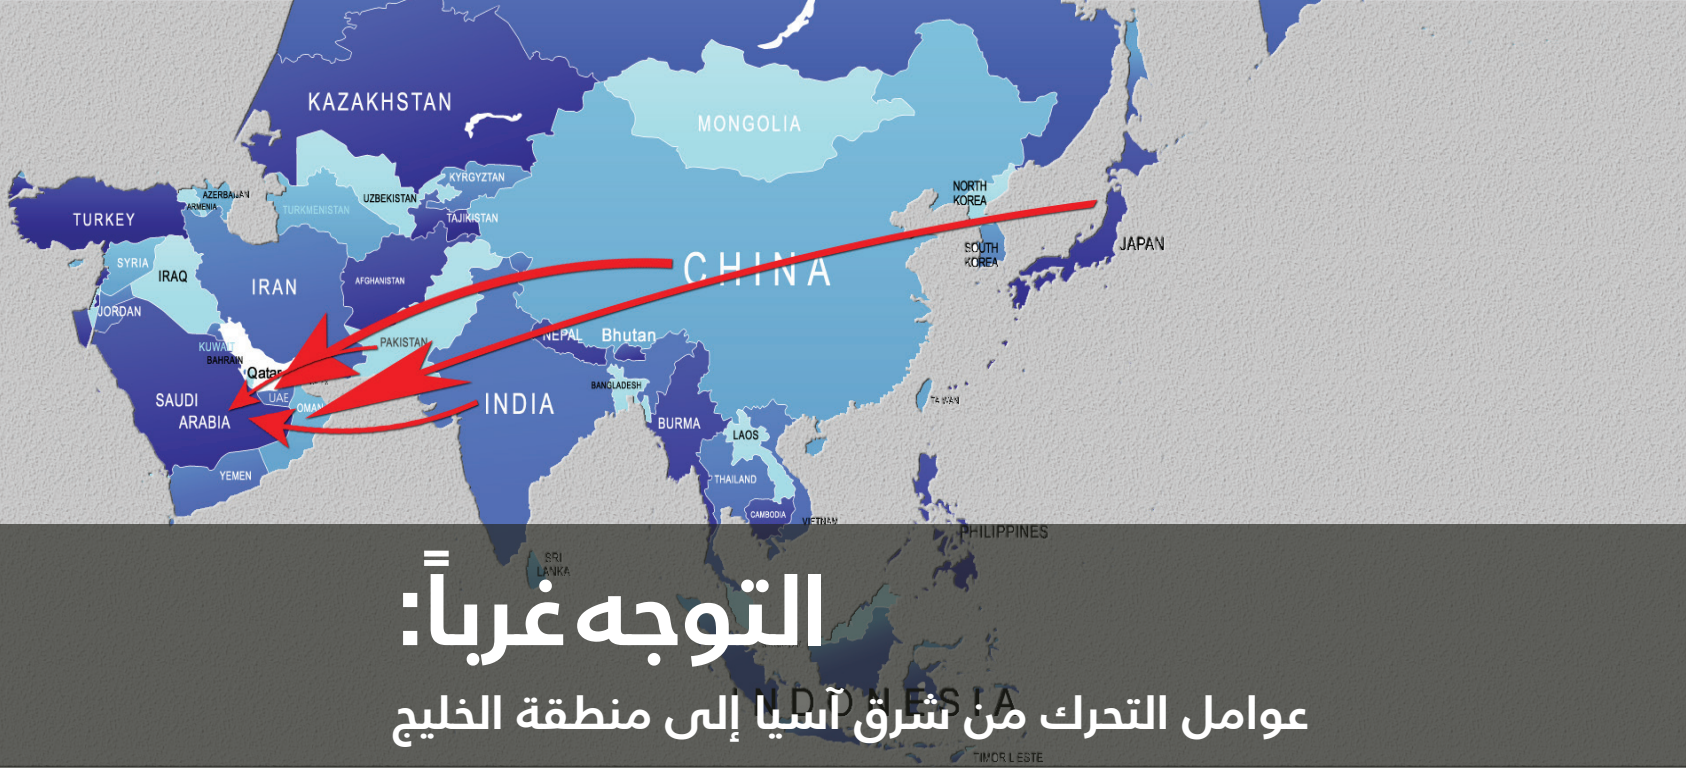 KAZAKHSTAN
MONGOLIA
UZBEKISTAN
KYRGYZTAN
TURKMENISTAN
TAJIKISTAN
AZERBAIJAN
ARMENIA
TURKEY
NORTH
KOREA
SOUTH
KOREA
JAPAN
SYRIA
IRAQ
IRAN
AFGHANISTAN
CHINA
JORDAN
KUWAIT
BAHRAIN
Qatar
PAKISTAN
NEPAL
Bhutan
BANGLADESH
SAUDI
ARABIA
UAE
OMAN
INDIA
TAIWAN
BURMA
LAOS
YEMEN
THAILAND
CAMBODIA
VIETNAM
PHILIPPINES
SRI
LANKA
التوجه غرباً:
INDONESIA
عوامل التحرك من شرق آسيا إلى منطقة الخليج
TIMOR LESTE